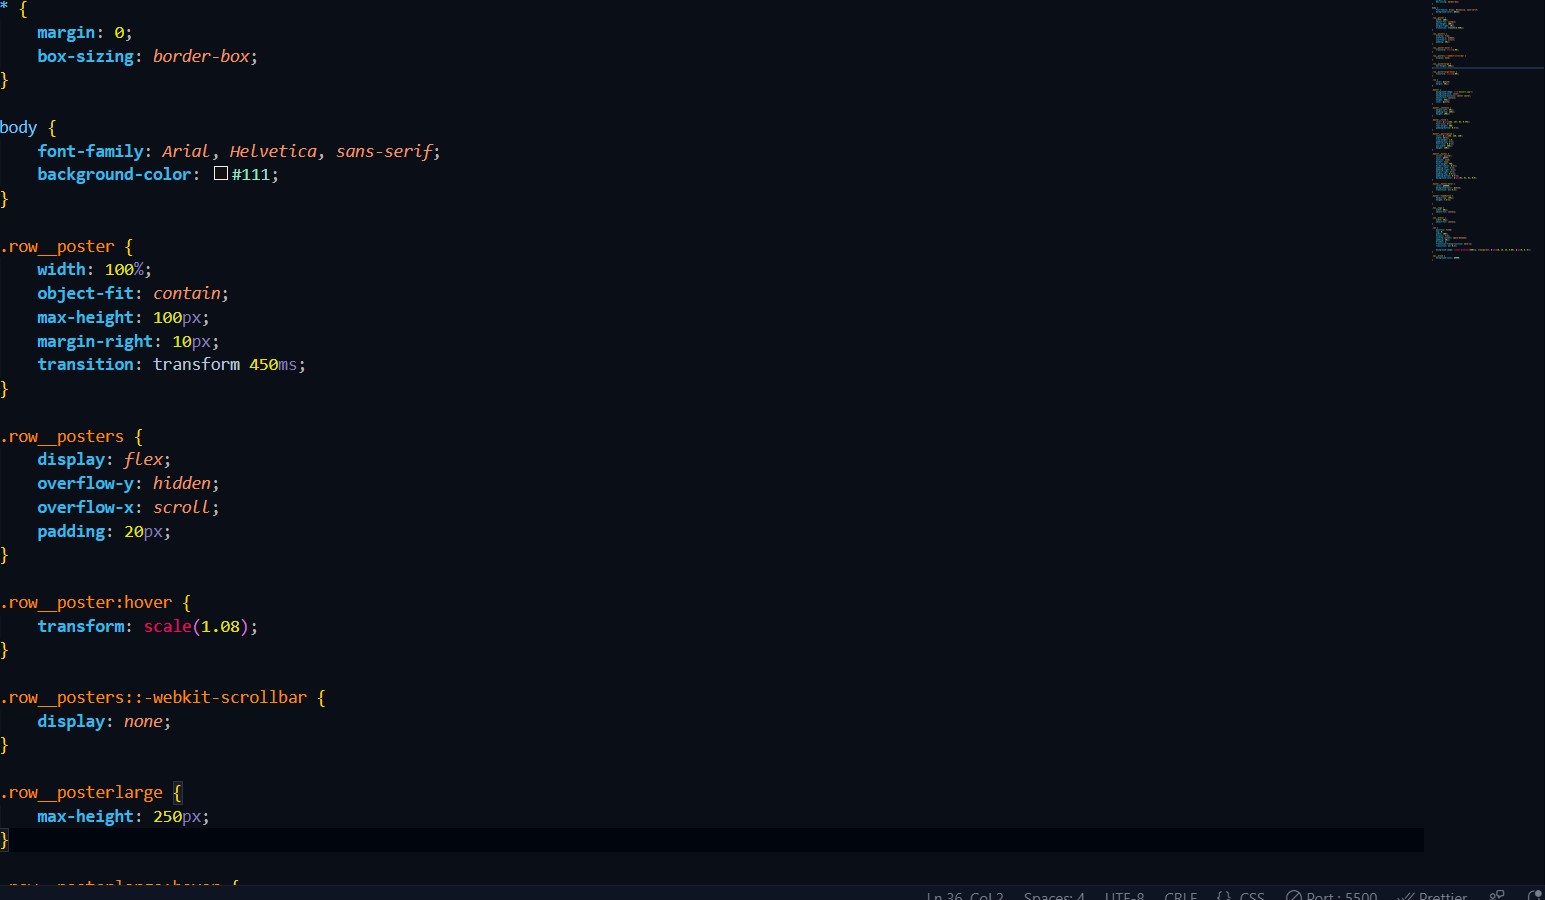 * {
    margin: 0;
    box-sizing: border-box;
}

body {
    font-family: Arial, Helvetica, sans-serif;
    background-color: #111;
}

.row__poster {
    width: 100%;
    object-fit: contain;
    max-height: 100px;
    margin-right: 10px;
    transition: transform 450ms;
}

.row__posters {
    display: flex;
    overflow-y: hidden;
    overflow-x: scroll;
    padding: 20px;
}

.row__poster:hover {
    transform: scale(1.08);
}

.row__posters::-webkit-scrollbar {
    display: none;
}

.row__posterlarge {
    max-height: 250px;
}

.row__posterlarge:hover {
Ln 36, Col 2 Spaces: 4 UTF-8 CRLF {} CSS Port : 5500 Prettier